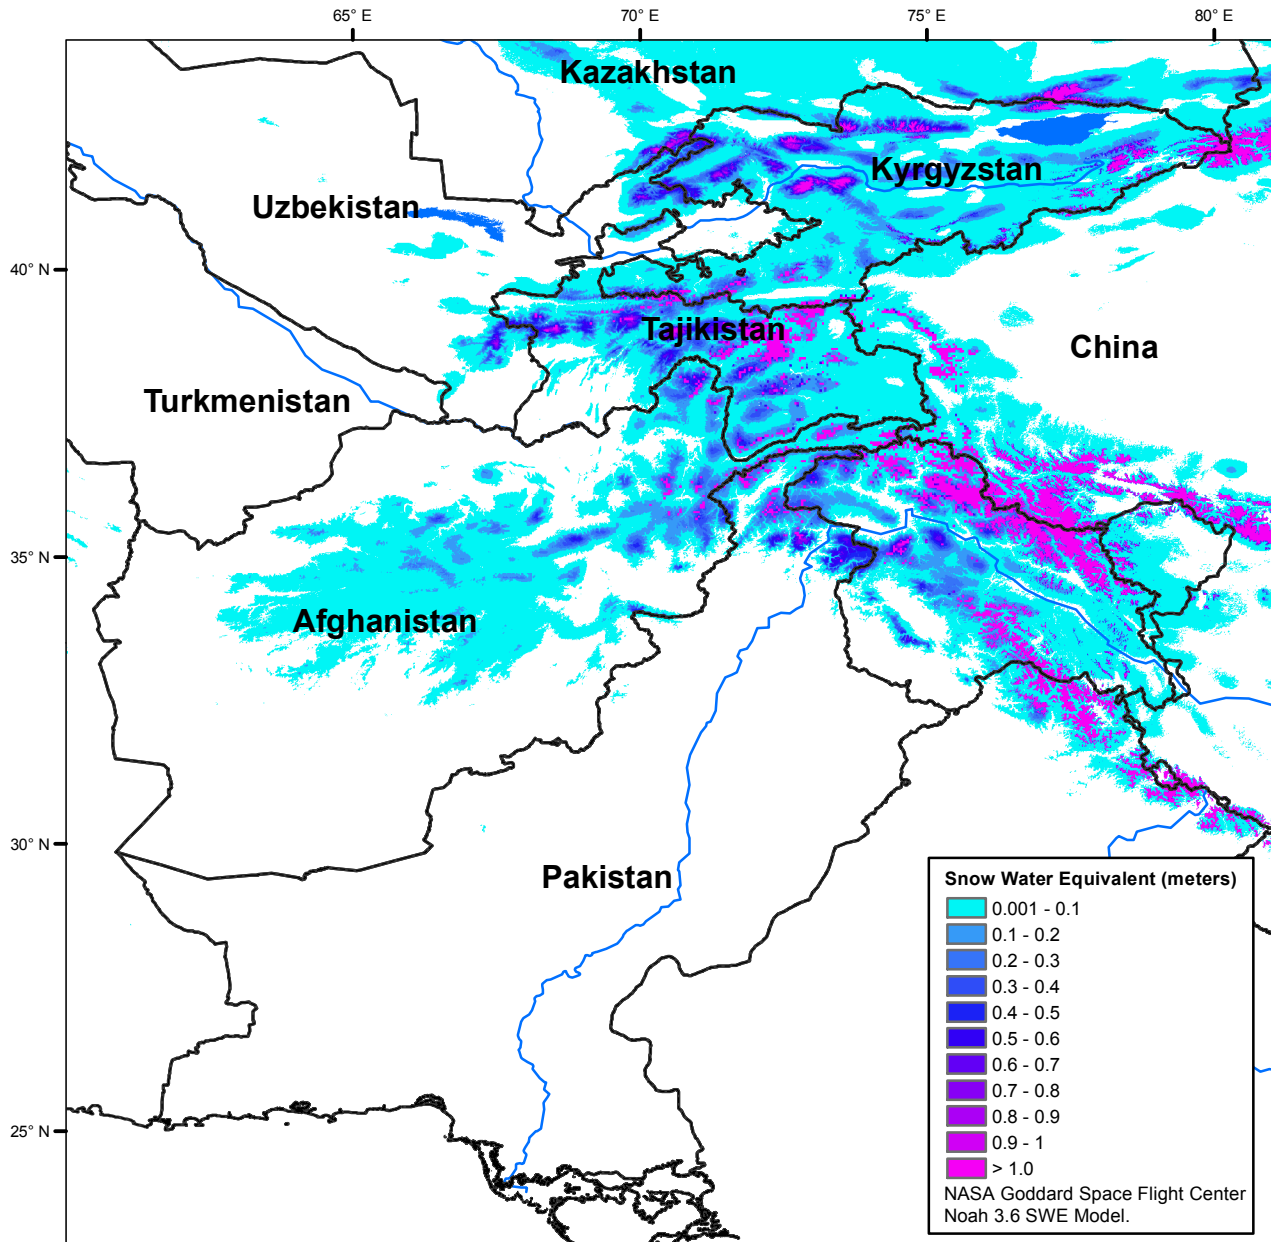 65° E
70° E
75° E
80° E
Kazakhstan
Kyrgyzstan
Uzbekistan
40° N
Tajikistan
China
Turkmenistan
35° N
Afghanistan
30° N
Pakistan
25° N
Snow Water Equivalent (meters)
0.001 - 0.1
0.1 - 0.2
0.2 - 0.3
0.3 - 0.4
0.4 - 0.5
0.5 - 0.6
0.6 - 0.7
0.7 - 0.8
0.8 - 0.9
0.9 - 1
> 1.0
NASA Goddard Space Flight Center
Noah 3.6 SWE Model.